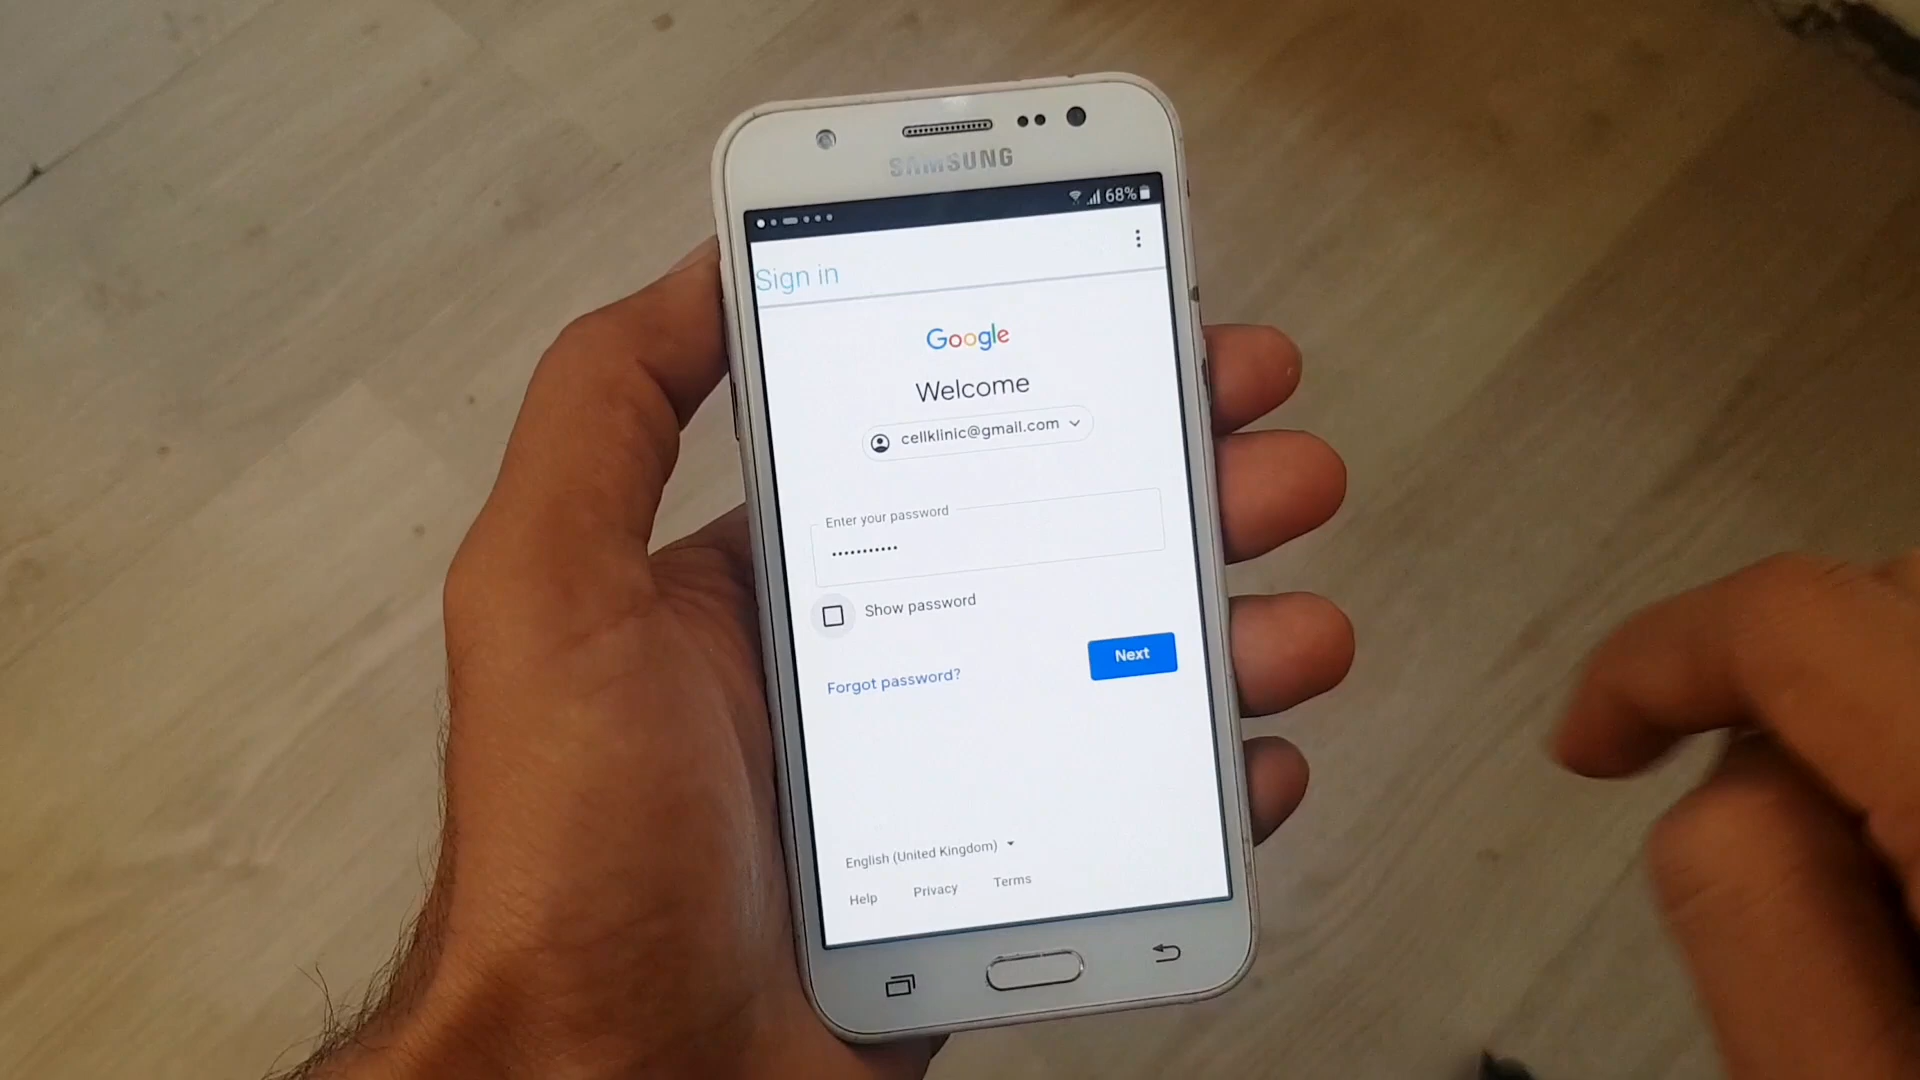 SAMSUNG
68%
Sign in
Google
Welcome
cellklinic@gmail.com
Enter your password
•••••••••••
Show password
Next
Forgot password?
English (United Kingdom)
Help Privacy Terms